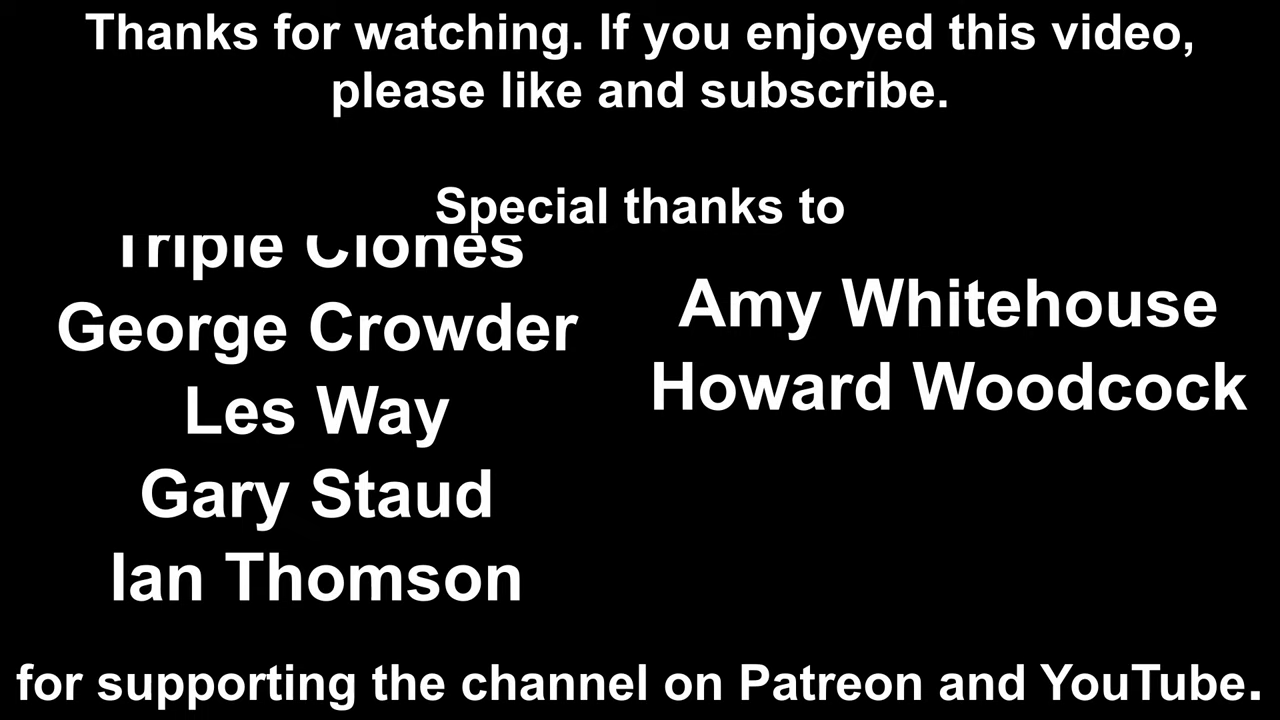 Thanks for watching. If you enjoyed this video,
please like and subscribe.
Special thanks to
Triple Clones
George Crowder
Les Way
Gary Staud
Ian Thomson
Amy Whitehouse
Howard Woodcock
for supporting the channel on Patreon and YouTube.